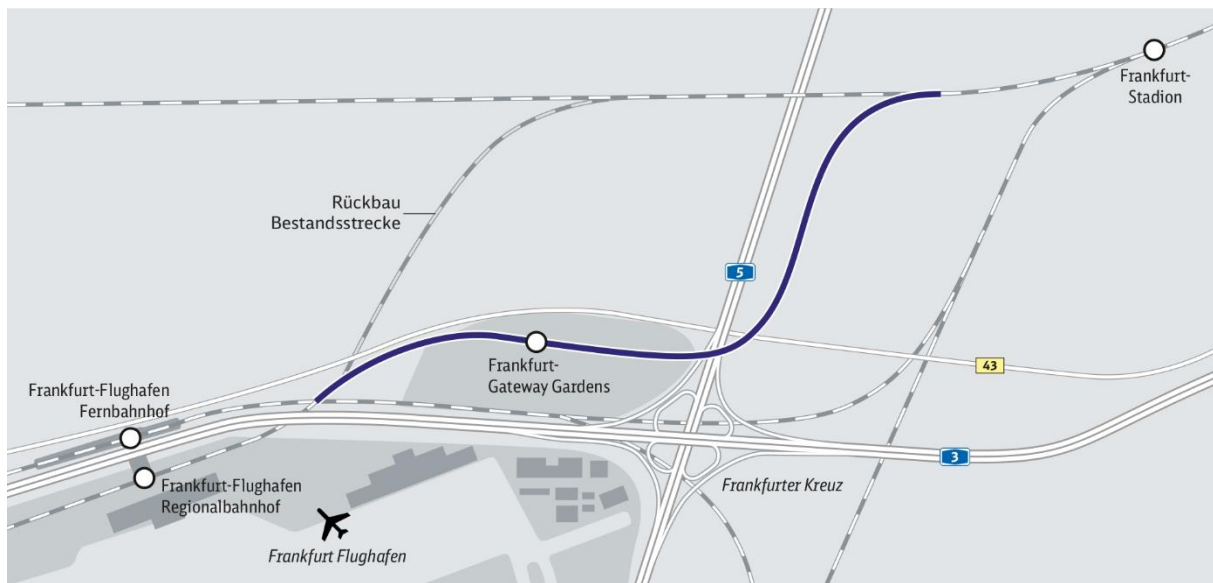 Frankfurt-
Stadion
Rückbau
Bestandsstrecke
5
Frankfurt-
Gateway Gardens
43
Frankfurt-Flughafen
Fernbahnhof
3
Frankfurt-Flughafen
Regionalbahnhof
Frankfurter Kreuz
Frankfurt Flughafen